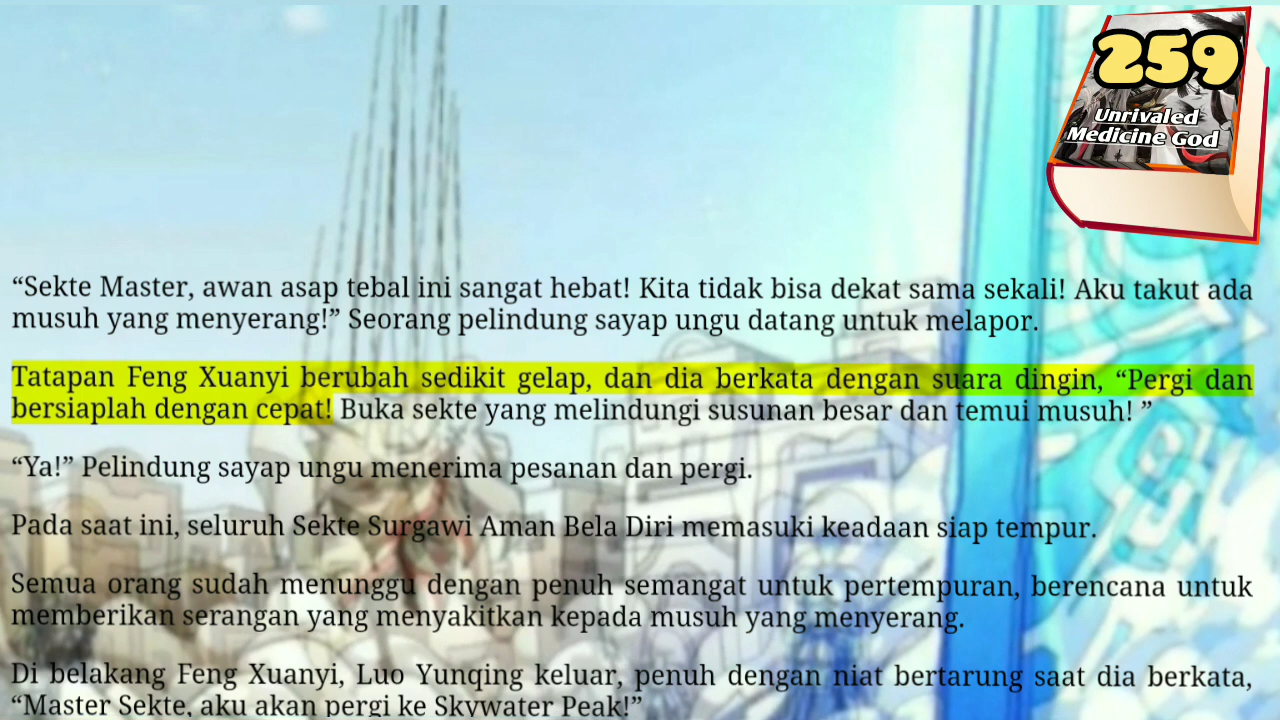 259
Unrivaled
Medicine God
“Sekte Master, awan asap tebal ini sangat hebat! Kita tidak bisa dekat sama sekali! Aku takut ada
musuh yang menyerang!” Seorang pelindung sayap ungu datang untuk melapor.
Tatapan Feng Xuanyi berubah sedikit gelap, dan dia berkata dengan suara dingin, “Pergi dan
bersiaplah dengan cepat! Buka sekte yang melindungi susunan besar dan temui musuh! ”
“Ya!” Pelindung sayap ungu menerima pesanan dan pergi.
Pada saat ini, seluruh Sekte Surgawi Aman Bela Diri memasuki keadaan siap tempur.
Semua orang sudah menunggu dengan penuh semangat untuk pertempuran, berencana untuk
memberikan serangan yang menyakitkan kepada musuh yang menyerang.
Di belakang Feng Xuanyi, Luo Yunqing keluar, penuh dengan niat bertarung saat dia berkata,
“Master Sekte, aku akan pergi ke Skywater Peak!”